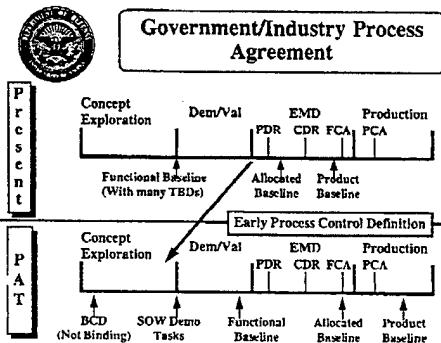 Government/Industry Process
Agreement
Present
Concept
Exploration
Dem/Val
EMD
Production
PDR
CDR
FCA
PCA
Functional Baseline
(With many TBDs)
Allocated
Baseline
Product
Baseline
Early Process Control Definition
PAT
Concept
Exploration
Dem/Val
EMD
Production
PDR
CDR
FCA
PCA
BCD
(Not Binding)
SOW Demo
Tasks
Functional
Baseline
Allocated
Baseline
Product
Baseline